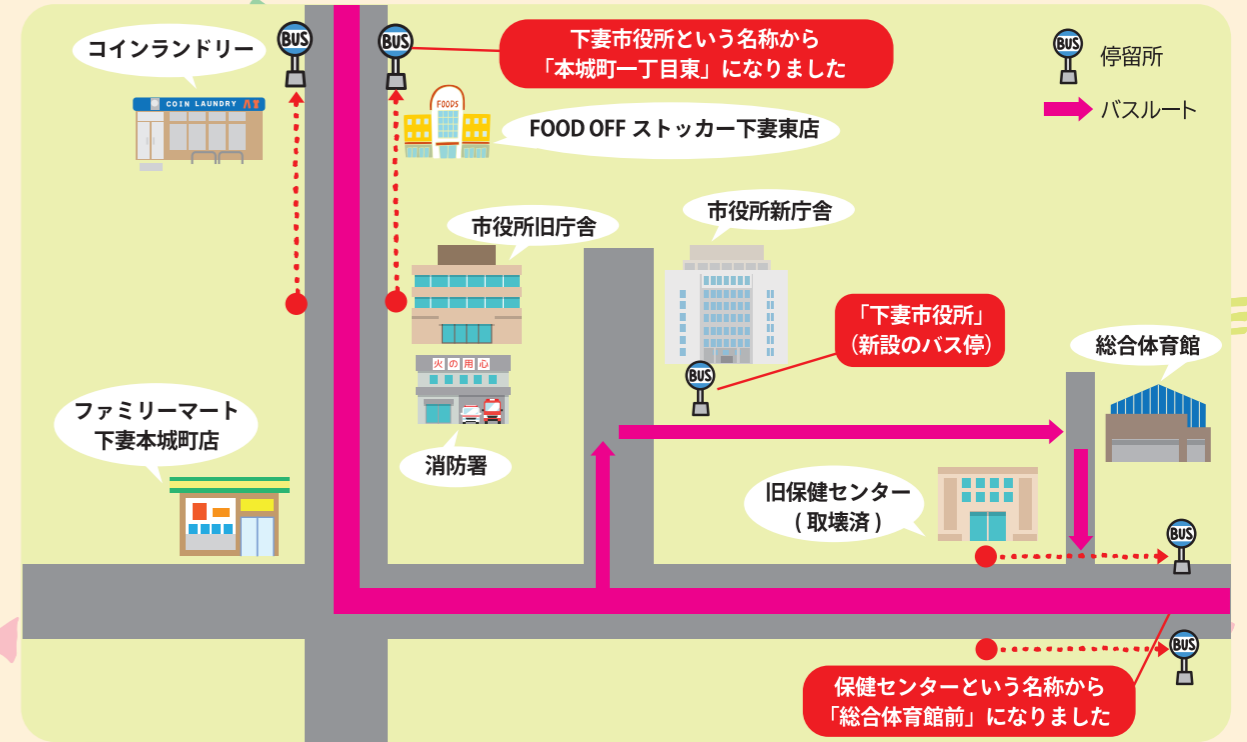 コインランドリー
BUS
BUS
下妻市役所という名称から
「本城町一丁目東」になりました
BUS
停留所
バスルート
COIN LAUNDRY
FOODS
FOOD OFF ストッカー下妻東店
市役所旧庁舎
市役所新庁舎
「下妻市役所」
（新設のバス停）
BUS
総合体育館
火の用心
ファミリーマート
下妻本城町店
消防署
旧保健センター
( 取壊済 )
BUS
BUS
保健センターという名称から
「総合体育館前」になりました